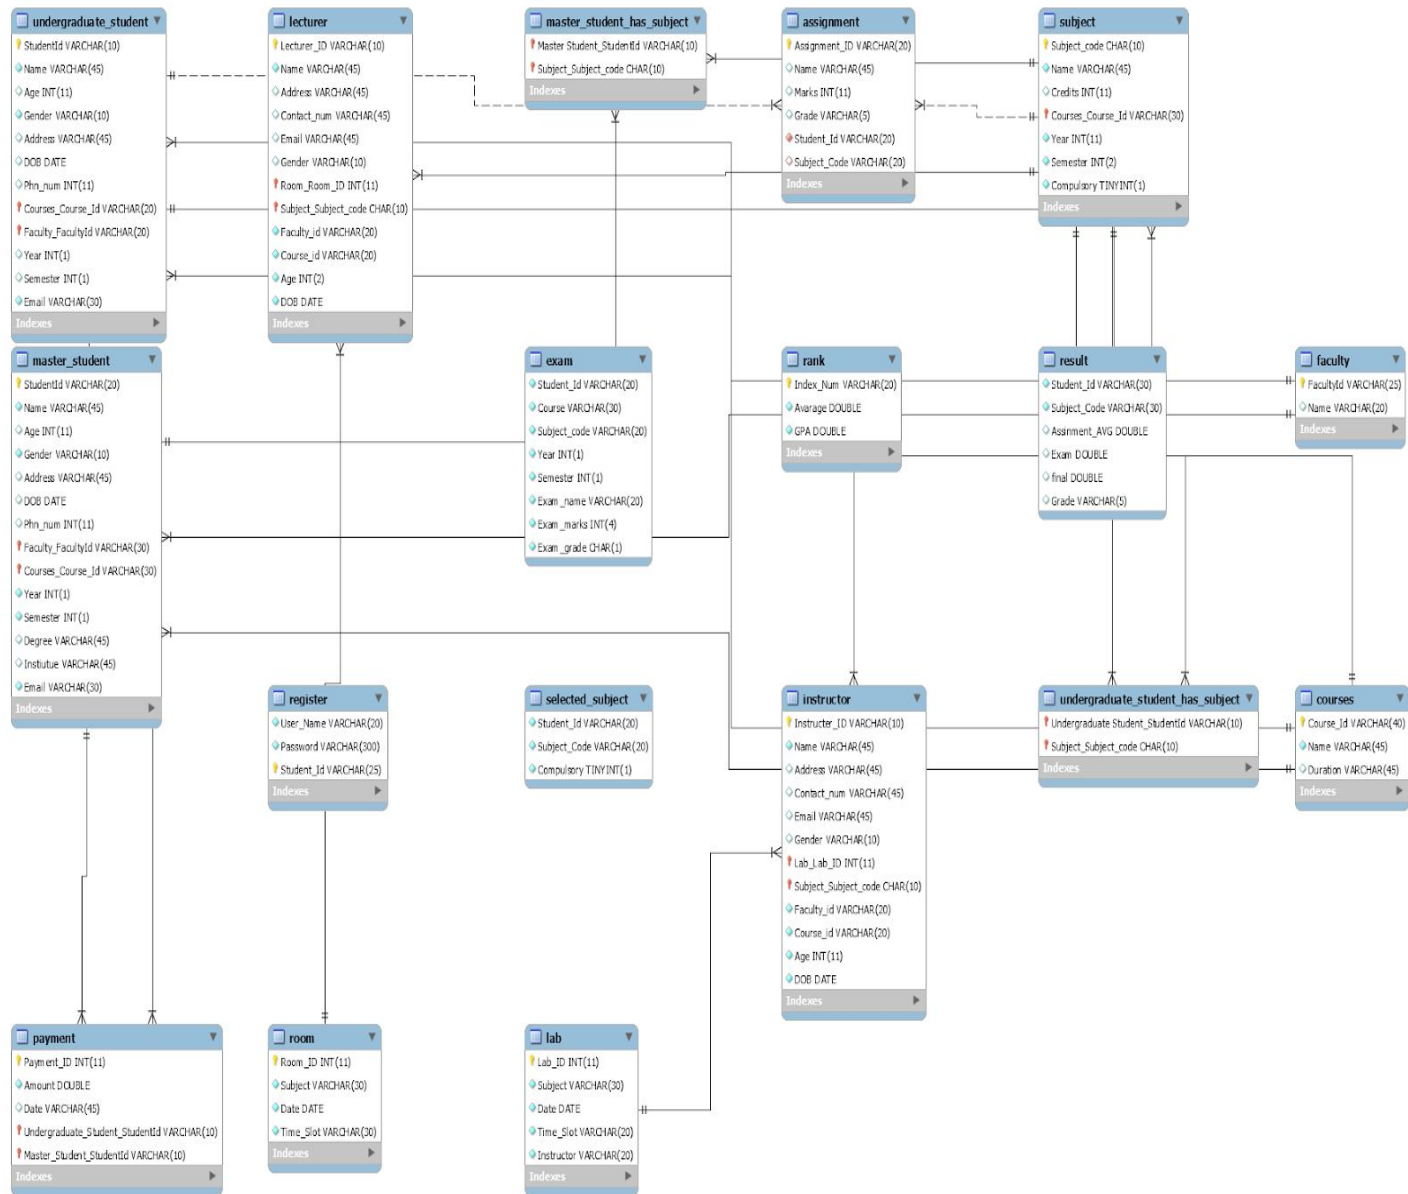 undergraduate_student
StudentId VARCHAR(10)
Name VARCHAR(45)
Age INT(11)
Gender VARCHAR(10)
Address VARCHAR(45)
DOB DATE
Phn_num INT(11)
Courses_Course_Id VARCHAR(20)
Faculty_FacultyId VARCHAR(20)
Year INT(1)
Semester INT(1)
Email VARCHAR(30)
Indexes
lecturer
Lecturer_ID VARCHAR(10)
Name VARCHAR(45)
Address VARCHAR(45)
Contact_num VARCHAR(45)
Email VARCHAR(45)
Gender VARCHAR(10)
Room_Room_ID INT(11)
Subject_Subject_code CHAR(10)
Faculty_id VARCHAR(20)
Course_id VARCHAR(20)
Age INT(2)
DOB DATE
Indexes
master_student_has_subject
Master Student_StudentId VARCHAR(10)
Subject_Subject_code CHAR(10)
Indexes
assignment
Assignment_ID VARCHAR(20)
Name VARCHAR(45)
Marks INT(11)
Grade VARCHAR(5)
Student_Id VARCHAR(20)
Subject_Code VARCHAR(20)
Indexes
subject
Subject_code CHAR(10)
Name VARCHAR(45)
Credits INT(11)
Courses_Course_Id VARCHAR(30)
Year INT(11)
Semester INT(2)
Compulsory TINYINT(1)
Indexes
master_student
StudentId VARCHAR(20)
Name VARCHAR(45)
Age INT(11)
Gender VARCHAR(10)
Address VARCHAR(45)
DOB DATE
Phn_num INT(11)
Faculty_FacultyId VARCHAR(30)
Courses_Course_Id VARCHAR(30)
Year INT(1)
Semester INT(1)
Degree VARCHAR(45)
Instiutue VARCHAR(45)
Email VARCHAR(30)
Indexes
exam
Student_Id VARCHAR(20)
Course VARCHAR(30)
Subject_code VARCHAR(20)
Year INT(1)
Semester INT(1)
Exam_name VARCHAR(20)
Exam_marks INT(4)
Exam_grade CHAR(1)
rank
Index_Num VARCHAR(20)
Avarage DOUBLE
GPA DOUBLE
Indexes
result
Student_Id VARCHAR(30)
Subject_Code VARCHAR(30)
Assinment_AVG DOUBLE
Exam DOUBLE
final DOUBLE
Grade VARCHAR(5)
faculty
FacultyId VARCHAR(25)
Name VARCHAR(20)
Indexes
register
User_Name VARCHAR(20)
Password VARCHAR(300)
Student_Id VARCHAR(25)
Indexes
selected_subject
Student_Id VARCHAR(20)
Subject_Code VARCHAR(20)
Compulsory TINYINT(1)
instructor
Instructer_ID VARCHAR(10)
Name VARCHAR(45)
Address VARCHAR(45)
Contact_num VARCHAR(45)
Email VARCHAR(45)
Gender VARCHAR(10)
Lab_Lab_ID INT(11)
Subject_Subject_code CHAR(10)
Faculty_id VARCHAR(20)
Course_id VARCHAR(20)
Age INT(11)
DOB DATE
Indexes
undergraduate_student_has_subject
Undergraduate Student_StudentId VARCHAR(10)
Subject_Subject_code CHAR(10)
Indexes
courses
Course_Id VARCHAR(40)
Name VARCHAR(45)
Duration VARCHAR(45)
Indexes
payment
Payment_ID INT(11)
Amount DOUBLE
Date VARCHAR(45)
Undergraduate_Student_StudentId VARCHAR(10)
Master_Student_StudentId VARCHAR(10)
Indexes
room
Room_ID INT(11)
Subject VARCHAR(30)
Date DATE
Time_Slot VARCHAR(30)
Indexes
lab
Lab_ID INT(11)
Subject VARCHAR(30)
Date DATE
Time_Slot VARCHAR(20)
Instructor VARCHAR(20)
Indexes